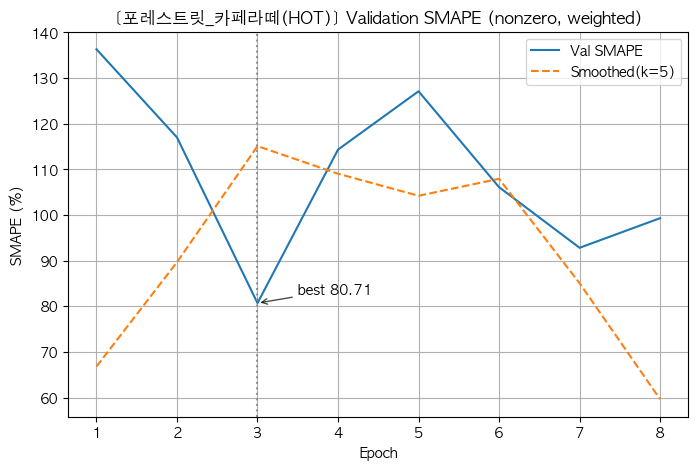 [포레스트릿_카페라떼(HOT)] Validation SMAPE (nonzero, weighted)
SMAPE (%)
140
130
120
110
100
90
80
70
60
Val SMAPE
Smoothed(k=5)
best 80.71
1 2 3 4 5 6 7 8
Epoch